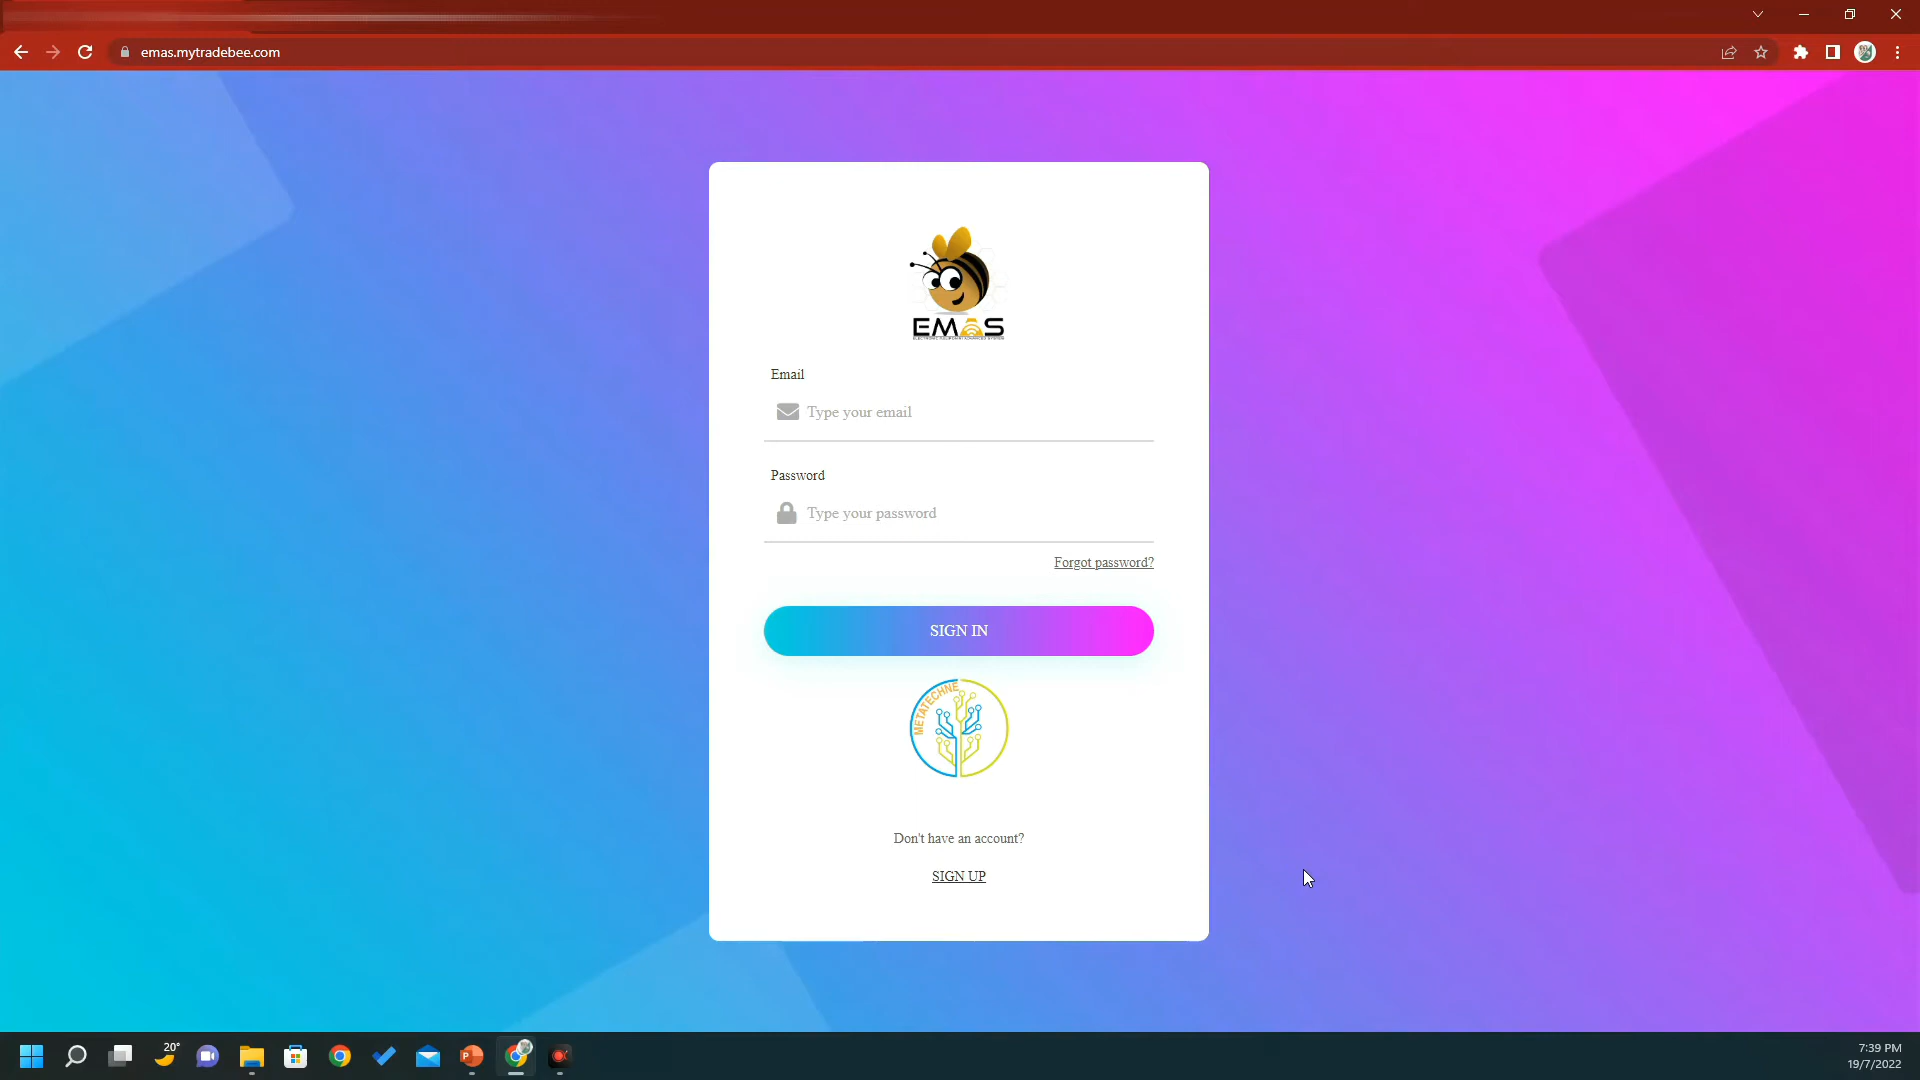 emas.mytradebee.com
EMAS
Email
Type your email
Password
Type your password
Forgot password?
SIGN IN
METATECHNE
Don't have an account?
SIGN UP
20°
7:39 PM
19/7/2022